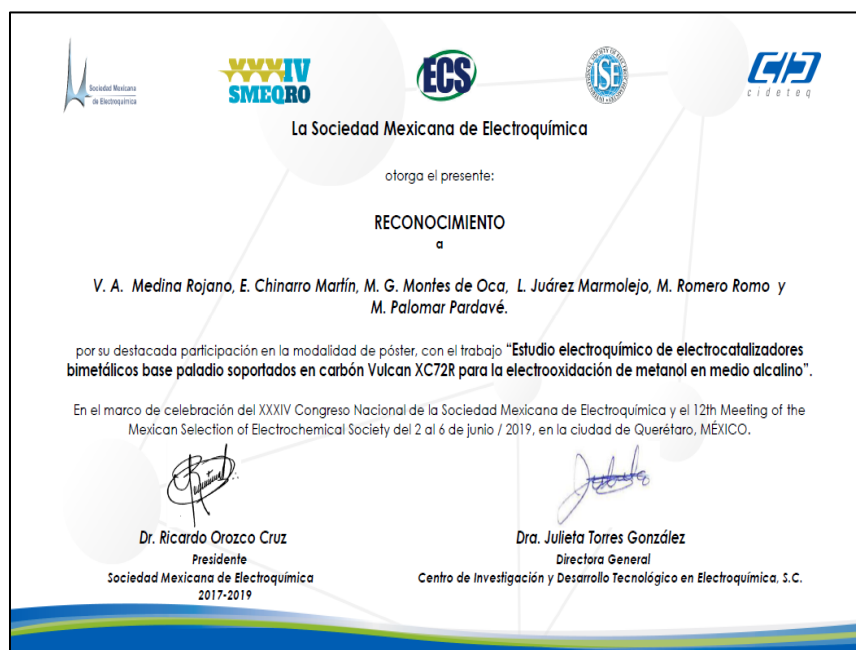 Sociedad Mexicana
de Electroquímica
XXXIV
SMEQRO
ECS
INTERNATIONAL SOCIETY OF ELECTROCHEMISTRY
ISE
cideteq
La Sociedad Mexicana de Electroquímica
otorga el presente:
RECONOCIMIENTO
a
V. A. Medina Rojano, E. Chinarro Martín, M. G. Montes de Oca, L. Juárez Marmolejo, M. Romero Romo y
M. Palomar Pardavé.
por su destacada participación en la modalidad de póster, con el trabajo “Estudio electroquímico de electrocatalizadores
bimetálicos base paladio soportados en carbón Vulcan XC72R para la electrooxidación de metanol en medio alcalino”.
En el marco de celebración del XXXIV Congreso Nacional de la Sociedad Mexicana de Electroquímica y el 12th Meeting of the
Mexican Selection of Electrochemical Society del 2 al 6 de junio / 2019, en la ciudad de Querétaro, MÉXICO.
Dr. Ricardo Orozco Cruz
Presidente
Sociedad Mexicana de Electroquímica
2017-2019
Dra. Julieta Torres González
Directora General
Centro de Investigación y Desarrollo Tecnológico en Electroquímica, S.C.